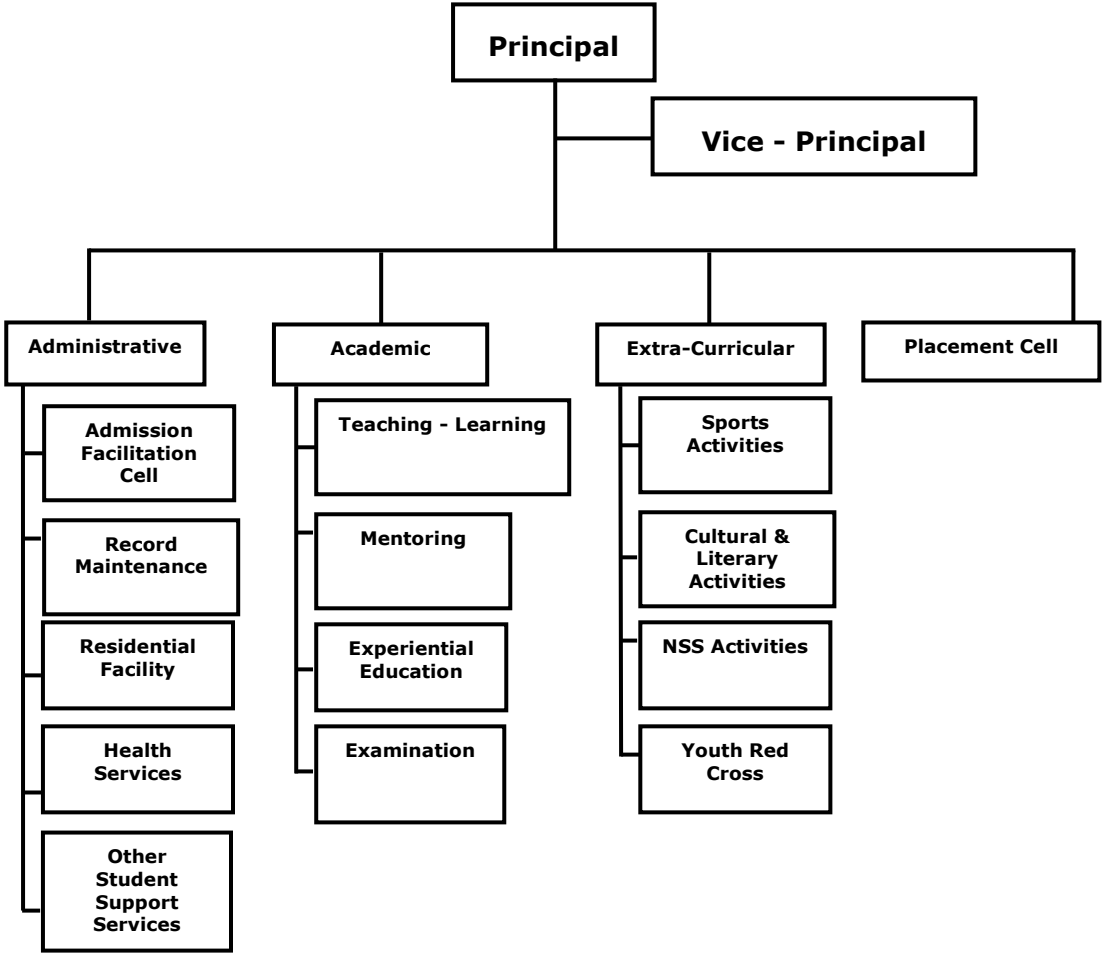 Principal
Vice - Principal
Administrative
Academic
Extra-Curricular
Placement Cell
Admission
Facilitation
Cell
Record
Maintenance
Residential
Facility
Health
Services
Other
Student
Support
Services
Teaching - Learning
Mentoring
Experiential
Education
Examination
Sports
Activities
Cultural &
Literary
Activities
NSS Activities
Youth Red
Cross